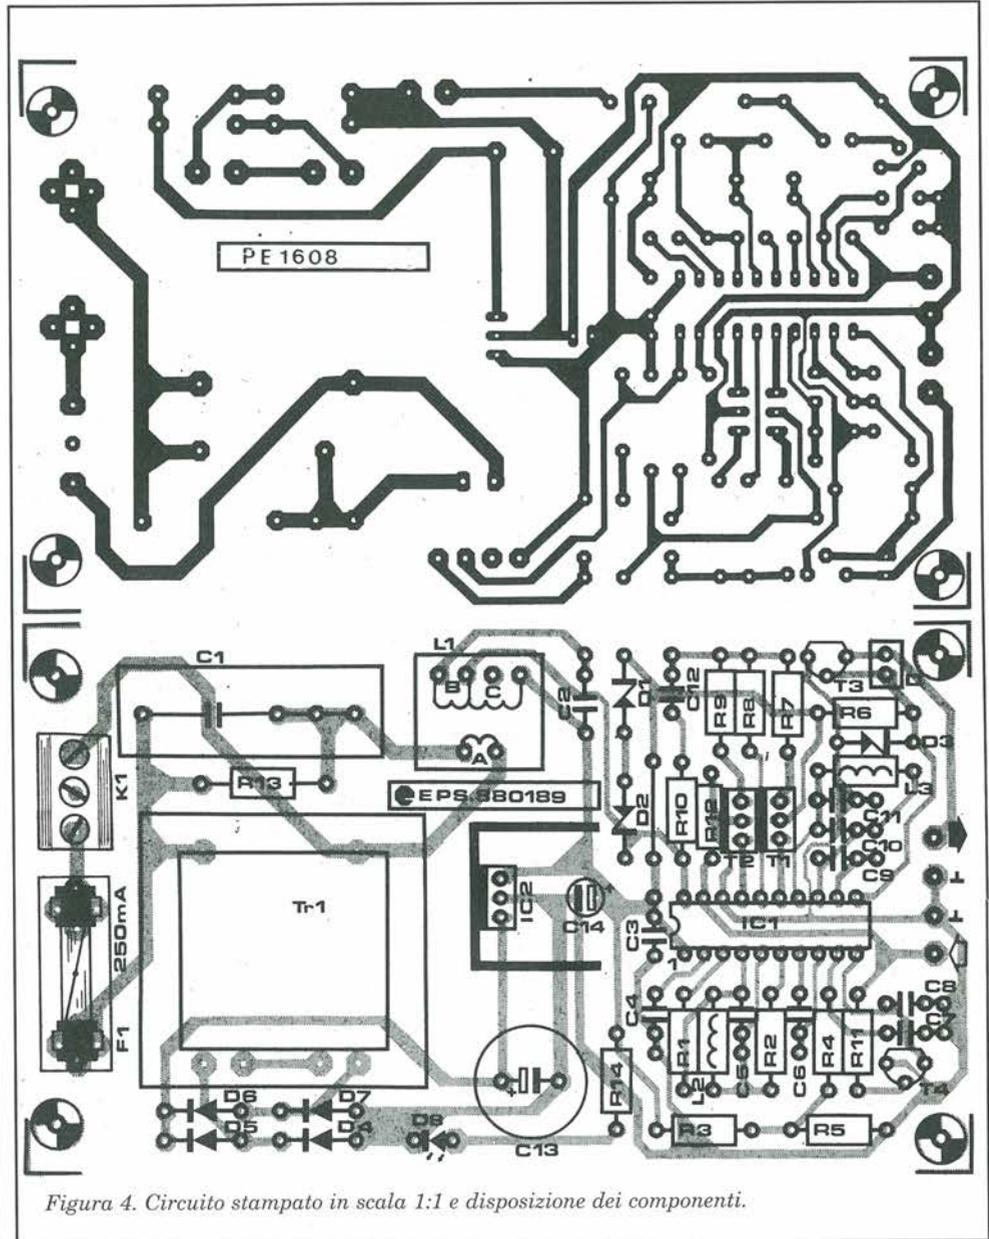 PE 1608
C1
L1
B
C
A
C2
D1
C12
R9
R8
R7
T3
R6
D3
L3
K1
R13
EPS.880189
D2
R10
R12
T2
T1
C11
C10
C9
250mA
Tr1
IC2
+
C14
C3
IC1
1
C4
C8
C7
F1
R1
L2
C5
R2
C6
R4
R11
T4
R14
D6
D7
D5
D4
D8
+
C13
R3
R5
Figura 4. Circuito stampato in scala 1:1 e disposizione dei componenti.